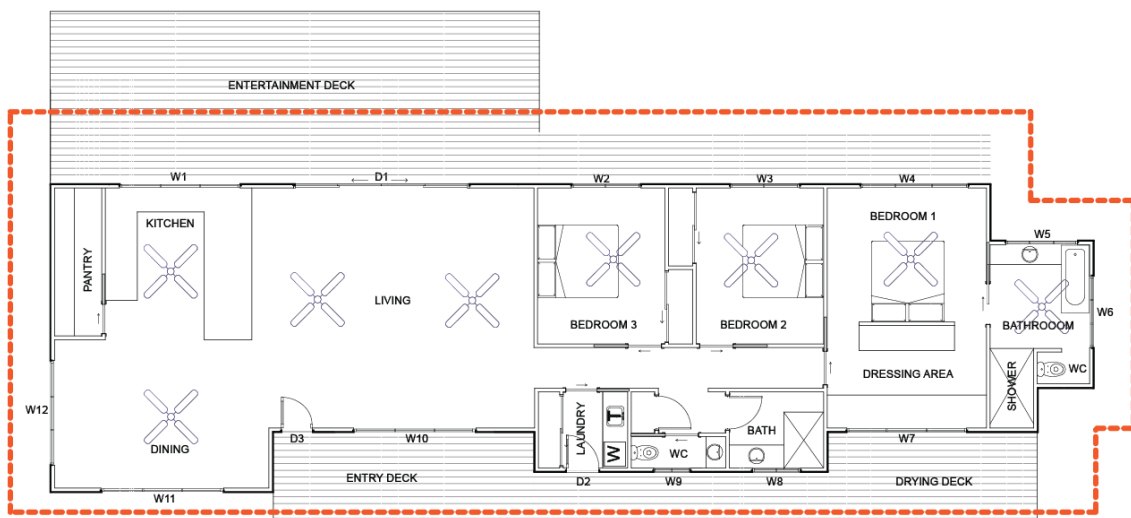 ENTERTAINMENT DECK
W1
D1
W2
W3
W4
KITCHEN
BEDROOM 1
W5
PANTRY
LIVING
W6
BEDROOM 3
BEDROOM 2
BATHROOOM
WC
DRESSING AREA
SHOWER
W12
DINING
D3
W10
LAUNDRY
T
W
BATH
WC
W7
ENTRY DECK
D2
W9
W8
DRYING DECK
W11